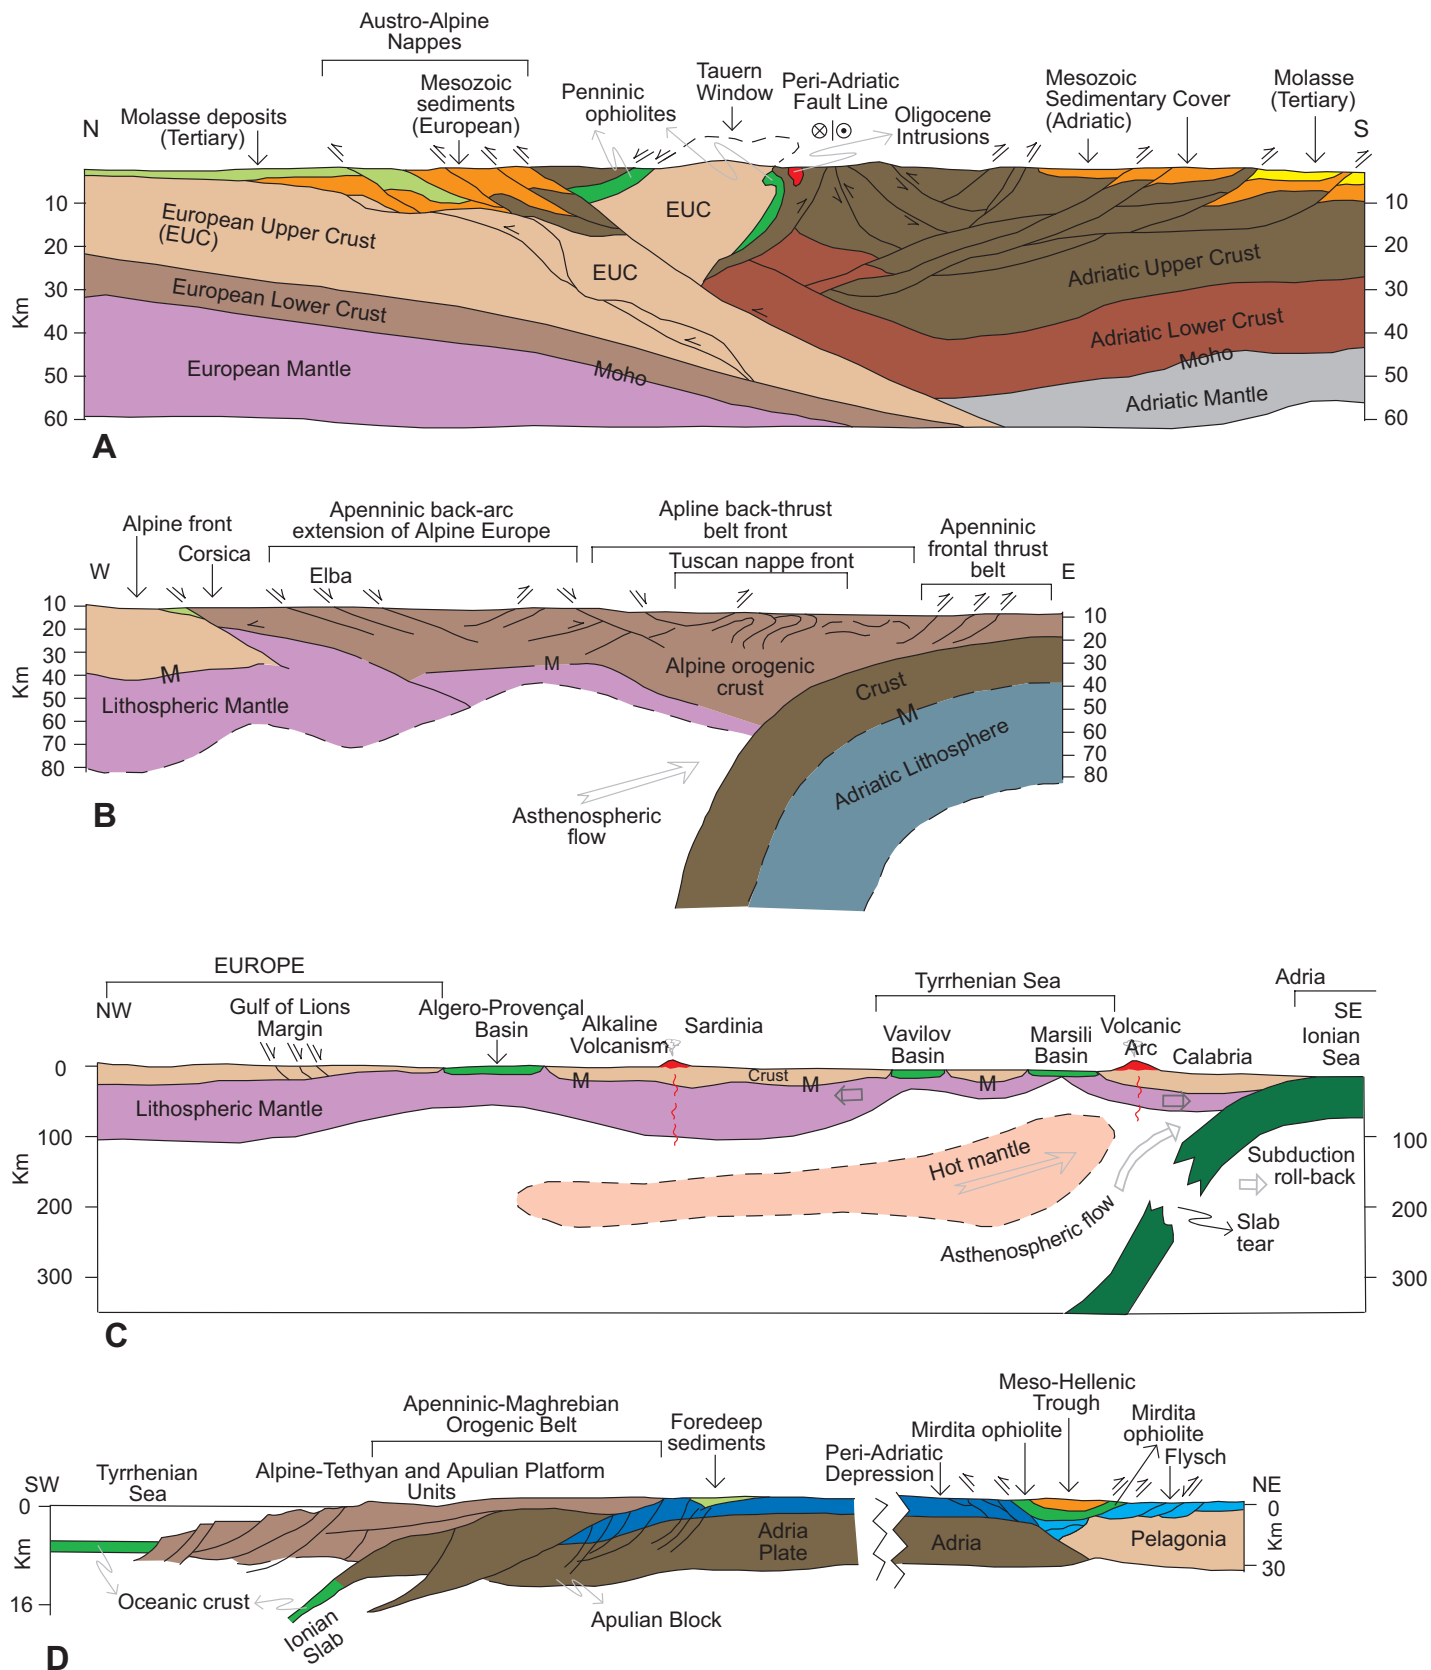 Austro-Alpine
Nappes
Molasse deposits
(Tertiary)
Mesozoic
sediments
(European)
Penninic
ophiolites
Tauern
Window
Peri-Adriatic
Fault Line
Oligocene
Intrusions
Mesozoic
Sedimentary Cover
(Adriatic)
Molasse
(Tertiary)
N
S
10
20
30
40
50
60
Km
10
20
30
40
50
60
European Upper Crust
(EUC)
EUC
EUC
European Lower Crust
European Mantle
Moho
Adriatic Upper Crust
Adriatic Lower Crust
Moho
Adriatic Mantle
A
Alpine front
Corsica
Apenninic back-arc
extension of Alpine Europe
Elba
Apline back-thrust
belt front
Tuscan nappe front
Apenninic
frontal thrust
belt
W
E
10
20
30
40
50
60
70
80
Km
10
20
30
40
50
60
70
80
M
M
Lithospheric Mantle
Alpine orogenic
crust
Crust
M
Adriatic Lithosphere
Asthenospheric
flow
B
EUROPE
NW
Gulf of Lions
Margin
Algero-Provençal
Basin
Alkaline
Volcanism
Sardinia
Tyrrhenian Sea
Vavilov
Basin
Marsili
Basin
Volcanic
Arc
Calabria
Adria
SE
Ionian
Sea
0
100
200
300
Km
100
200
300
M
Crust
M
M
Lithospheric Mantle
Hot mantle
Asthenospheric flow
Subduction
roll-back
Slab
tear
C
SW
Tyrrhenian
Sea
Apenninic-Maghrebian
Orogenic Belt
Alpine-Tethyan and Apulian Platform
Units
Foredeep
sediments
Peri-Adriatic
Depression
Mirdita ophiolite
Meso-Hellenic
Trough
Mirdita
ophiolite
Flysch
NE
0
16
Km
0
30
Km
Oceanic crust
Ionian
Slab
Apulian Block
Adria
Plate
Adria
Pelagonia
D